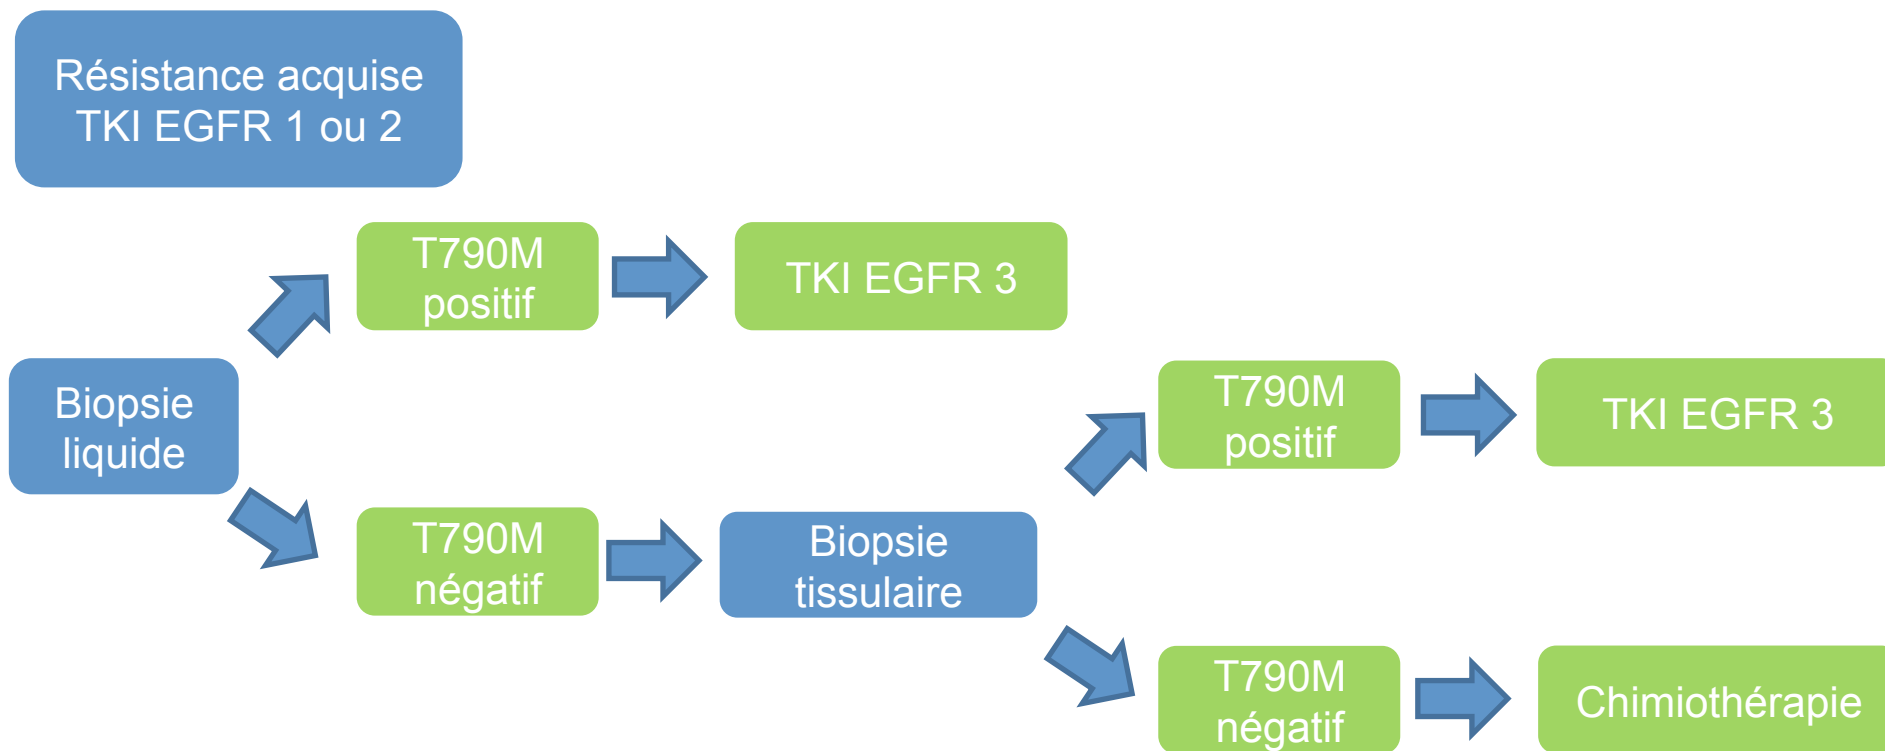 Résistance acquise
TKI EGFR 1 ou 2
T790M
positif
TKI EGFR 3
Biopsie
liquide
T790M
positif
TKI EGFR 3
T790M
négatif
Biopsie
tissulaire
T790M
négatif
Chimiothérapie